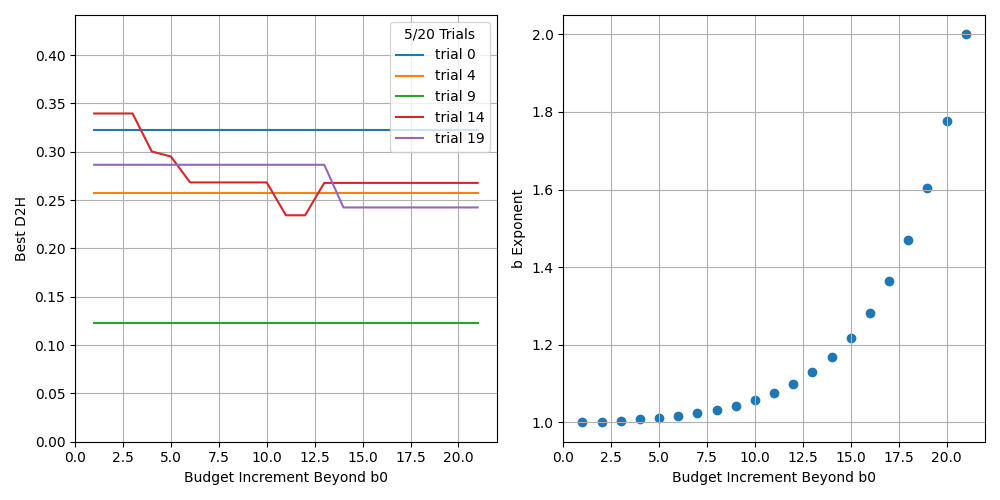 5/20 Trials
trial 0
trial 4
trial 9
trial 14
trial 19
Best D2H
0.40
0.35
0.30
0.25
0.20
0.15
0.10
0.05
0.00
0.0 2.5 5.0 7.5 10.0 12.5 15.0 17.5 20.0
Budget Increment Beyond b0
b Exponent
2.0
1.8
1.6
1.4
1.2
1.0
0.0 2.5 5.0 7.5 10.0 12.5 15.0 17.5 20.0
Budget Increment Beyond b0